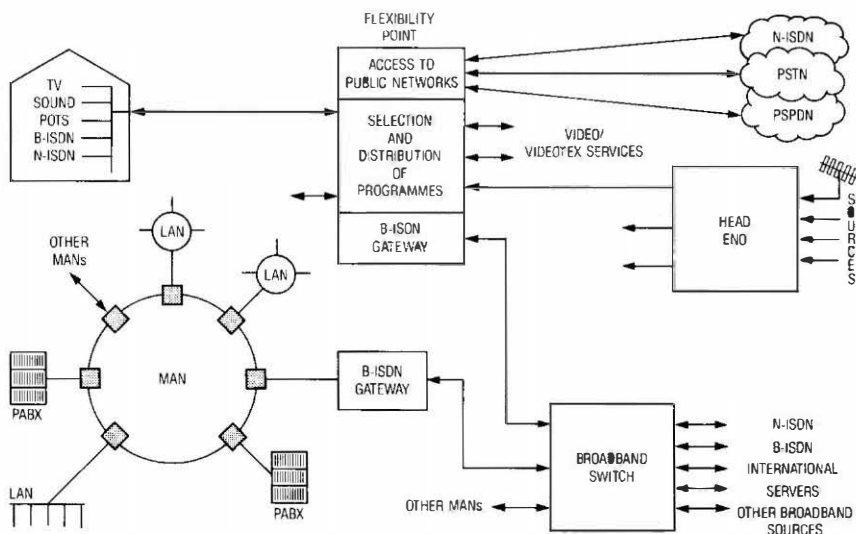 FLEXIBILITY
POINT
ACCESS TO
PUBLIC NETWORKS
SELECTION
AND
DISTRIBUTION
OF
PROGRAMMES
B-ISDN
GATEWAY
N-ISDN
PSTN
PSPDN
TV
SOUND
POTS
B-ISDN
N-ISDN
VIDEO/
VIDEOTEX SERVICES
HEAD
END
SOURCES
OTHER
MANs
LAN
LAN
MAN
PABX
LAN
PABX
B-ISDN
GATEWAY
BROADBAND
SWITCH
OTHER MANs
N-ISDN
B-ISDN
INTERNATIONAL
SERVERS
OTHER BROADBAND
SOURCES